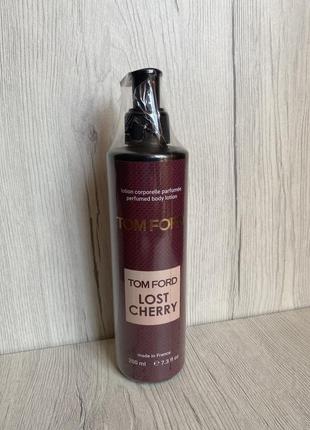 lotion corporelle parfumée
perfumed body lotion
TOM FORD
TOM FORD
LOST
CHERRY
made in France
200 ml ℮ 7.3 fl oz